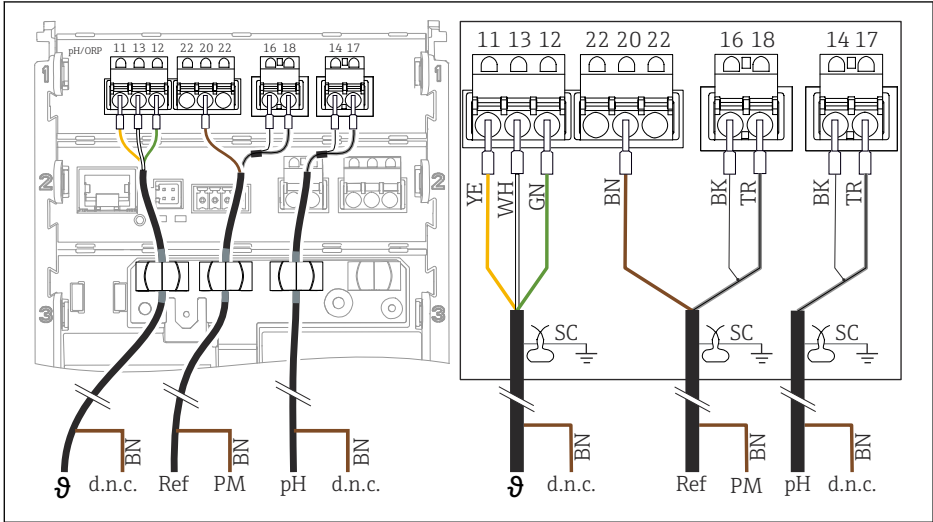 pH/ORP 11 13 12 22 20 22 16 18 14 17
1 1
2 2
3 3
BN BN BN
ϑ d.n.c. Ref PM pH d.n.c.
11 13 12 22 20 22 16 18 14 17
YE WH GN BN BK TR BK TR
SC SC SC
BN BN BN
ϑ d.n.c. Ref PM pH d.n.c.